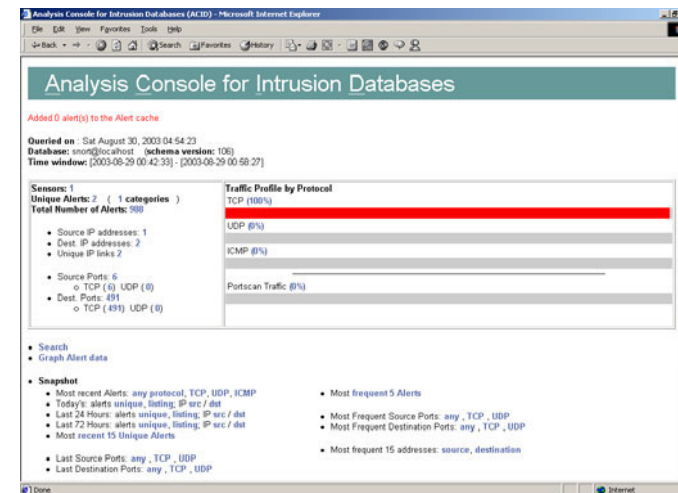 Analysis Console for Intrusion Databases (ACID) - Microsoft Internet Explorer
File Edit View Favorites Tools Help
Back Search Favorites History
Analysis Console for Intrusion Databases
Added 0 alert(s) to the Alert cache
Queried on : Sat August 30, 2003 04:54:23
Database: snort@localhost (schema version: 106)
Time window: [2003-08-29 00:42:33] - [2003-08-29 00:58:27]
Sensors: 1
Unique Alerts: 2 ( 1 categories )
Total Number of Alerts:
Source IP addresses: 1
Dest. IP addresses: 2
Unique IP links 2
Source Ports: 6
TCP ( 6) UDP ( 0)
Dest. Ports: 491
TCP ( 491) UDP ( 0)
Traffic Profile by Protocol
TCP (100%)
UDP (0%)
ICMP (0%)
Portscan Traffic (0%)
Search
Graph Alert data
Snapshot
Most recent Alerts: any protocol, TCP, UDP, ICMP
Today's: alerts unique, listing; IP src / dst
Last 24 Hours: alerts unique, listing; IP src / dst
Last 72 Hours: alerts unique, listing; IP src / dst
Most recent 15 Unique Alerts
Last Source Ports: any , TCP , UDP
Last Destination Ports: any , TCP , UDP
Most frequent 5 Alerts
Most Frequent Source Ports: any , TCP , UDP
Most Frequent Destination Ports: any , TCP , UDP
Most frequent 15 addresses: source, destination
Done
Internet